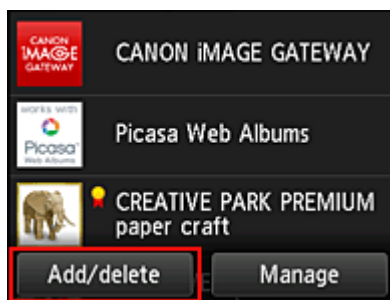 CANON
iMAGE
GATEWAY
CANON iMAGE GATEWAY
works with
Picasa
Web Albums
Picasa Web Albums
CREATIVE PARK PREMIUM
paper craft
Add/delete
Manage